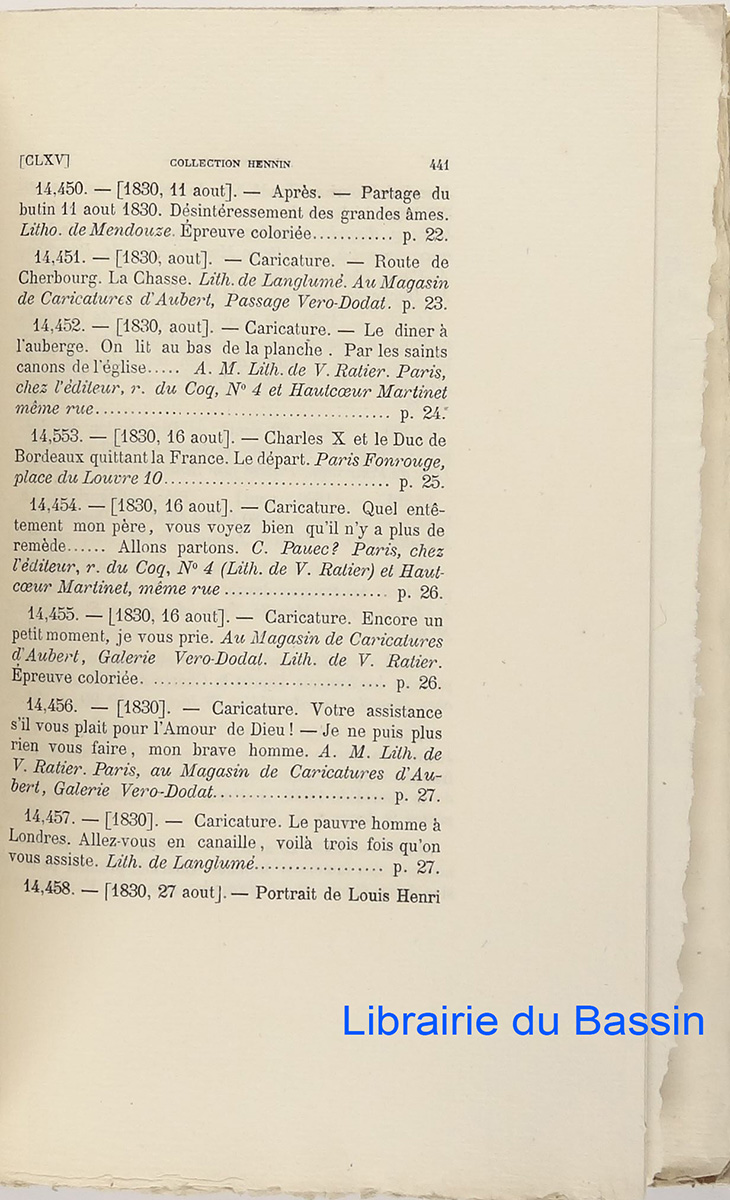 [CLXV] COLLECTION HENNIN 441
14,450. — [1830, 11 aout]. — Après. — Partage du
butin 11 aout 1830. Désintéressement des grandes âmes.
Litho. de Mendouze. Épreuve coloriée............ p. 22.
14,451. — [1830, aout]. — Caricature. — Route de
Cherbourg. La Chasse. Lith. de Langlumé. Au Magasin
de Caricatures d'Aubert, Passage Vero-Dodat. p. 23.
14,452. — [1830, aout]. — Caricature. — Le diner à
l'auberge. On lit au bas de la planche . Par les saints
canons de l'église..... A. M. Lith. de V. Ratier. Paris,
chez l'éditeur, r. du Coq, No 4 et Hautcœur Martinet
même rue.......................................... p. 24.
14,553. — [1830, 16 aout]. — Charles X et le Duc de
Bordeaux quittant la France. Le départ. Paris Fonrouge,
place du Louvre 10................................ p. 25.
14,454. — [1830, 16 aout]. — Caricature. Quel entê-
tement mon père, vous voyez bien qu'il n'y a plus de
remède...... Allons partons. C. Pauec? Paris, chez
l'éditeur, r. du Coq, No 4 (Lith. de V. Ratier) et Haut-
cœur Martinet, même rue ........................ p. 26.
14,455. — [1830, 16 aout]. — Caricature. Encore un
petit moment, je vous prie. Au Magasin de Caricatures
d'Aubert, Galerie Vero-Dodat. Lith. de V. Ratier.
Épreuve coloriée. .................................... p. 26.
14,456. — [1830]. — Caricature. Votre assistance
s'il vous plait pour l'Amour de Dieu ! — Je ne puis plus
rien vous faire, mon brave homme. A. M. Lith. de
V. Ratier. Paris, au Magasin de Caricatures d'Au-
bert, Galerie Vero-Dodat......................... p. 27.
14,457. — [1830]. — Caricature. Le pauvre homme à
Londres. Allez-vous en canaille, voilà trois fois qu'on
vous assiste. Lith. de Langlumé................... p. 27.
14,458. — [1830, 27 aout]. — Portrait de Louis Henri
Librairie du Bassin